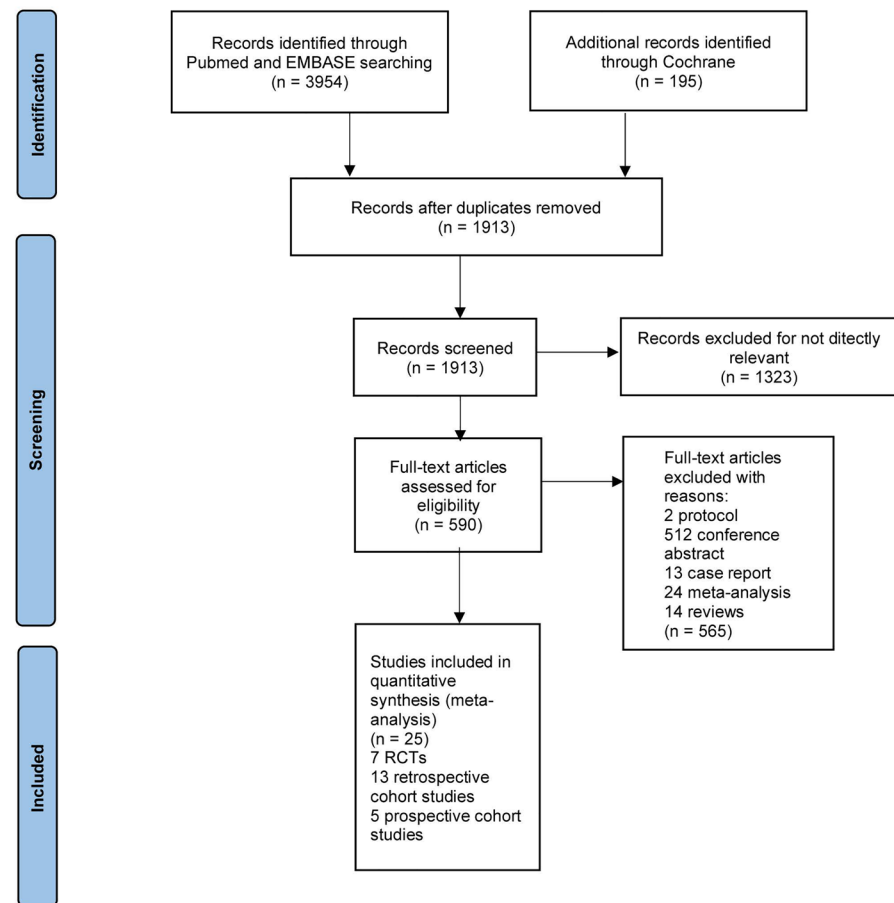 Identification
Records identified through
Pubmed and EMBASE searching
(n = 3954)
Additional records identified
through Cochrane
(n = 195)
Records after duplicates removed
(n = 1913)
Screening
Records screened
(n = 1913)
Records excluded for not ditectly
relevant
(n = 1323)
Full-text articles
assessed for
eligibility
(n = 590)
Full-text articles
excluded with
reasons:
2 protocol
512 conference
abstract
13 case report
24 meta-analysis
14 reviews
(n = 565)
Included
Studies included in
quantitative
synthesis (meta-
analysis)
(n = 25)
7 RCTs
13 retrospective
cohort studies
5 prospective cohort
studies